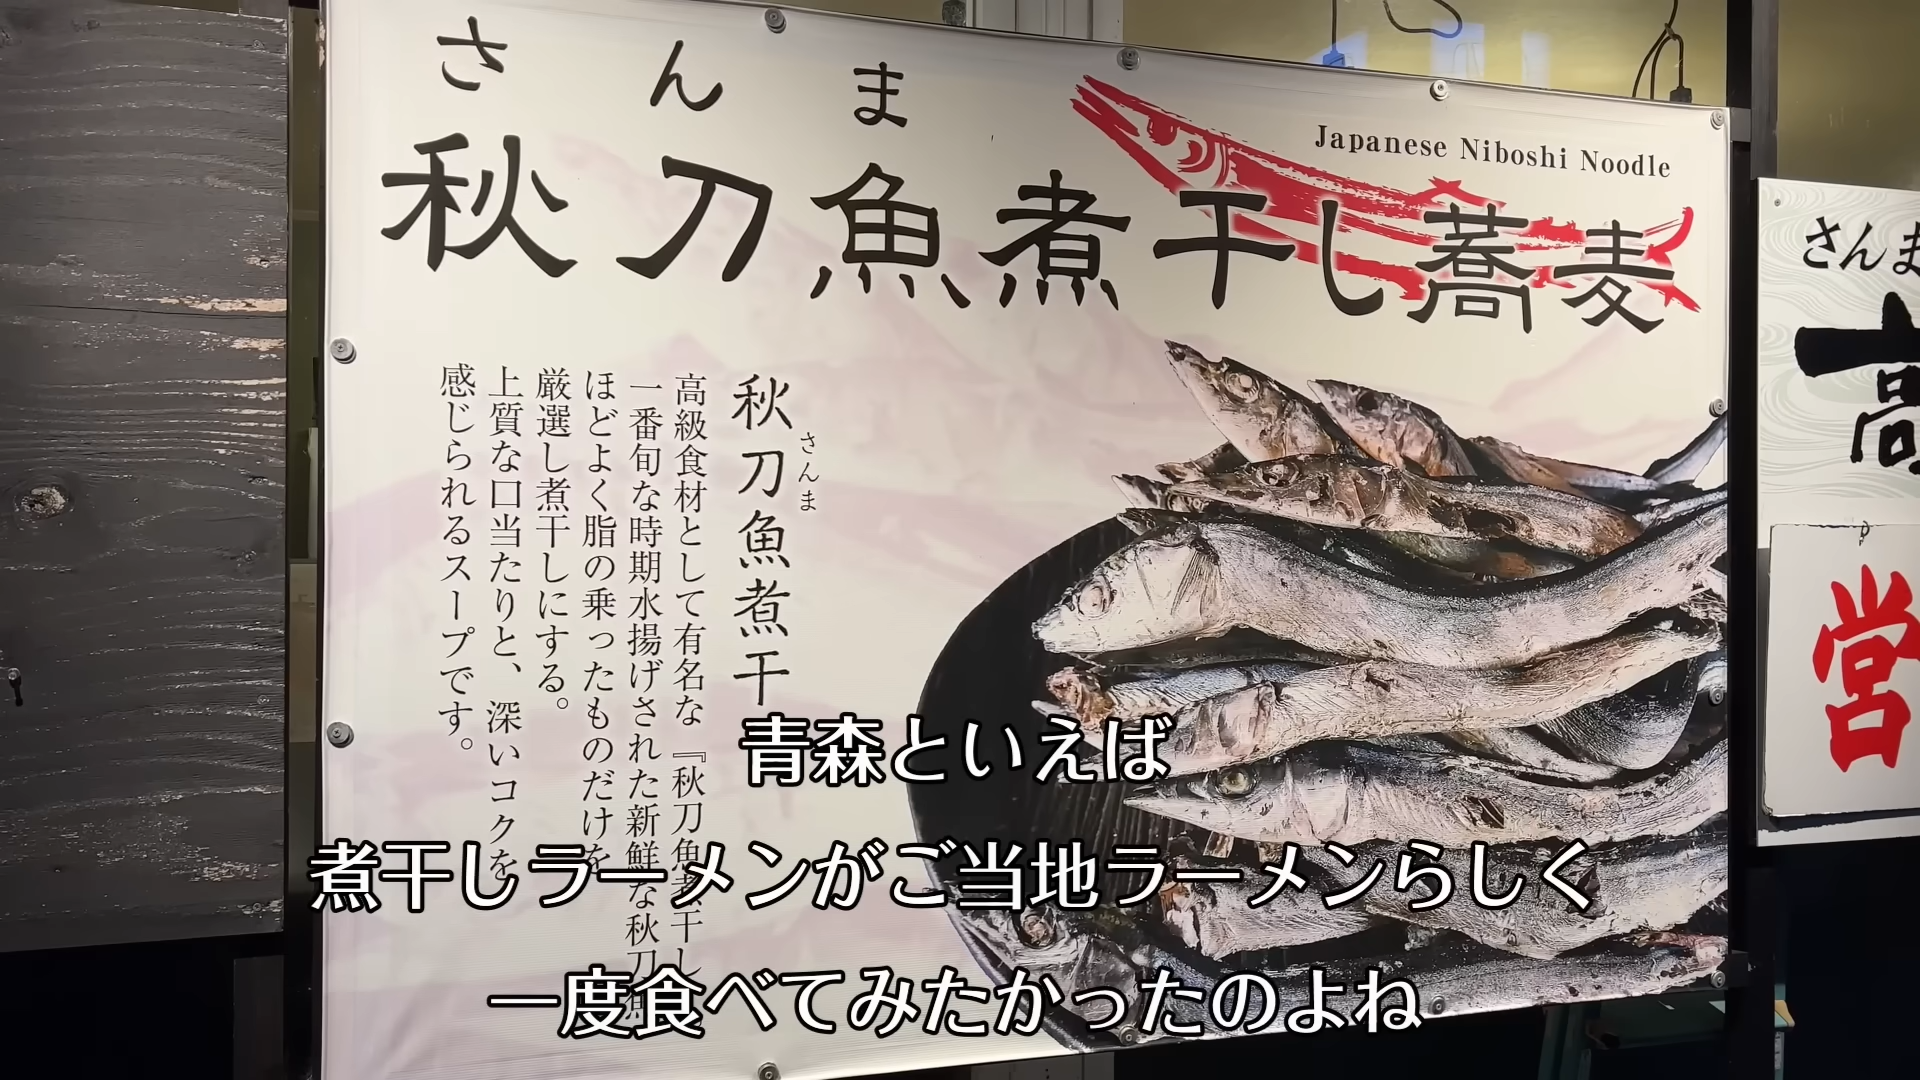 さんま
秋刀魚煮干し蕎麦
Japanese Niboshi Noodle
さんま
秋刀魚煮干
高級食材として有名な『秋刀魚煮干し
一番旬な時期水揚げされた新鮮な秋刀魚
ほどよく脂の乗ったものだけを
厳選し煮干しにする。
上質な口当たりと、深いコクを
感じられるスープです。
さんま
高
営
青森といえば
煮干しラーメンがご当地ラーメンらしく
一度食べてみたかったのよね